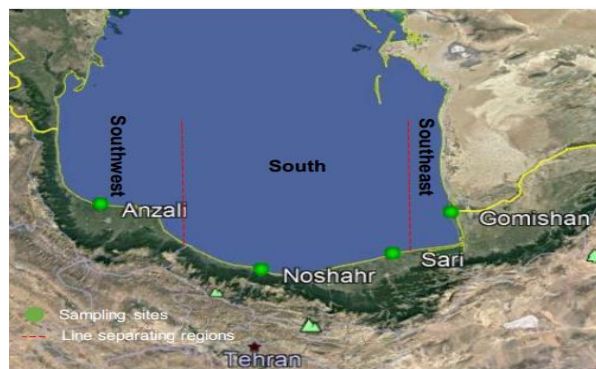 Southwest
South
Southeast
Anzali
Gomishan
Sari
Noshahr
Sampling sites
Line separating regions
Tehran